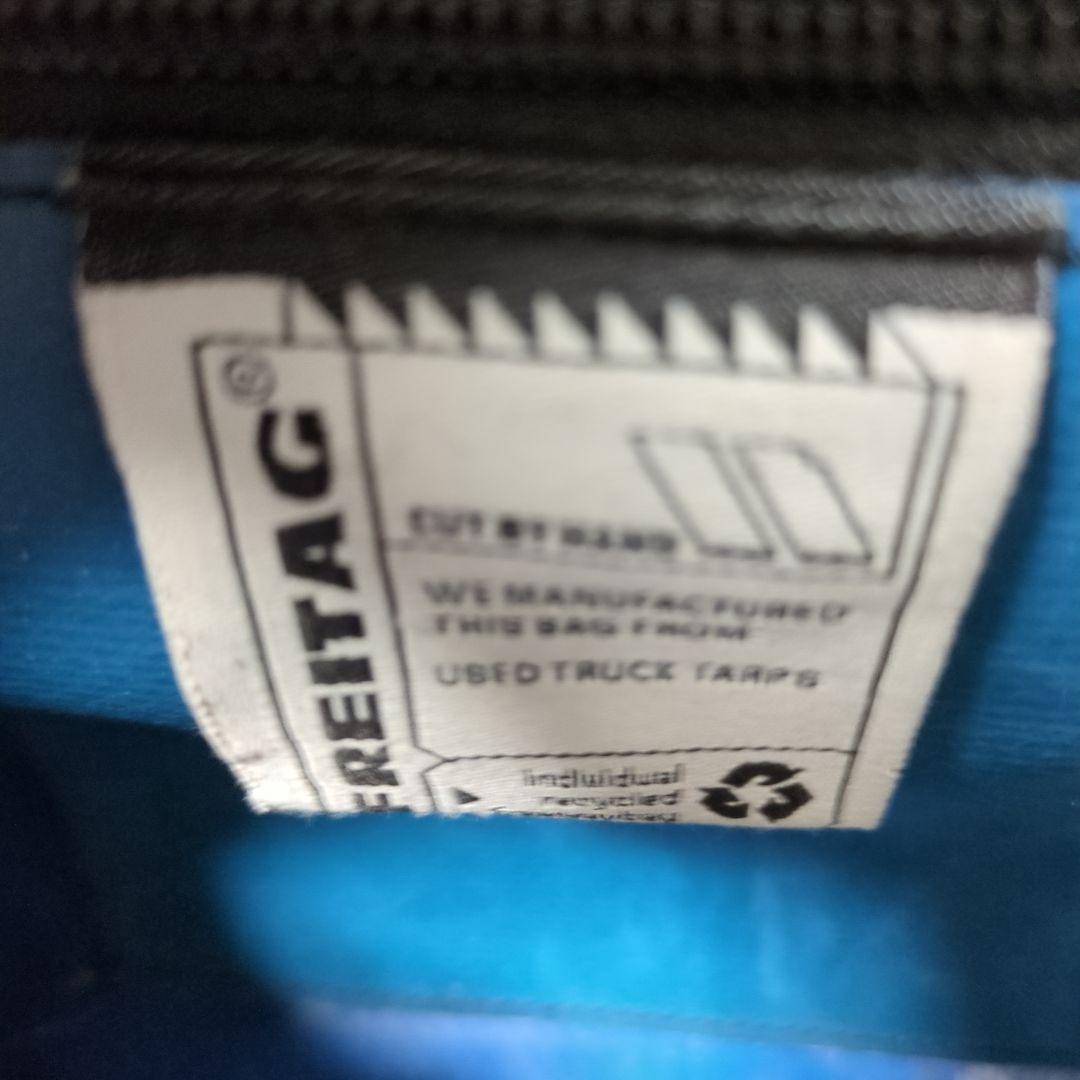 FREITAG®
CUT BY HAND
WE MANUFACTURED
THIS BAG FROM
USED TRUCK TARPS
individual
recycled